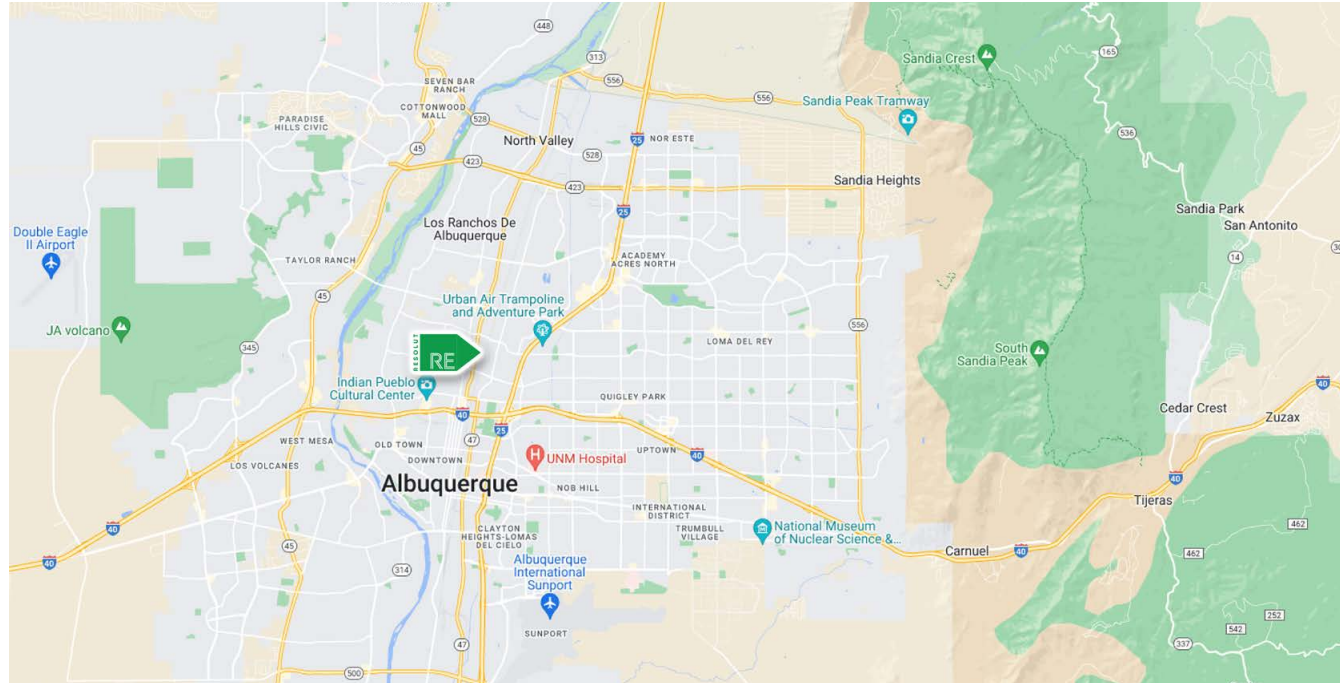 448
313
165
Sandia Crest
SEVEN BAR
RANCH
556
556
Sandia Peak Tramway
COTTONWOOD
MALL
PARADISE
HILLS CIVIC
528
536
45
North Valley
25
NOR ESTE
528
423
423
Sandia Heights
25
Sandia Park
San Antonito
Los Ranchos De
Albuquerque
Double Eagle
II Airport
TAYLOR RANCH
ACADEMY
ACRES NORTH
14
45
Urban Air Trampoline
and Adventure Park
JA volcano
556
345
RESOLUT
RE
LOMA DEL REY
South
Sandia Peak
Indian Pueblo
Cultural Center
40
QUIGLEY PARK
40
Cedar Crest
Zuzax
25
WEST MESA
OLD TOWN
47
LOS VOLCANES
DOWNTOWN
UNM Hospital
UPTOWN
40
40
Albuquerque
NOB HILL
Tijeras
INTERNATIONAL
DISTRICT
40
CLAYTON
HEIGHTS-LOMAS
DEL CIELO
TRUMBULL
VILLAGE
National Museum
of Nuclear Science &...
462
45
Carnuel
40
462
40
314
Albuquerque
International
Sunport
252
542
SUNPORT
47
337
500